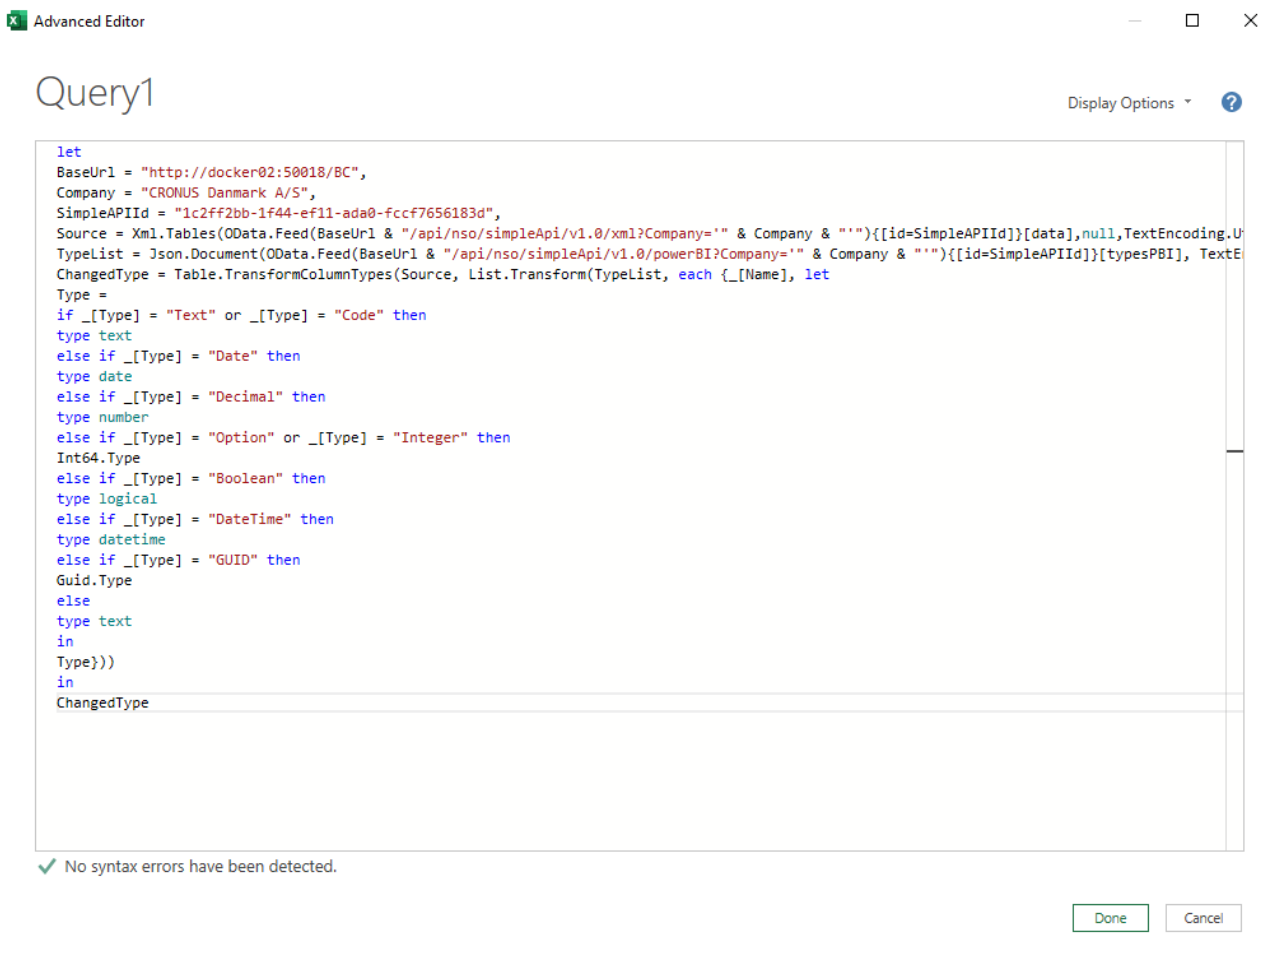 Advanced Editor
Query1
Display Options
let
BaseUrl = "http://docker02:50018/BC",
Company = "CRONUS Danmark A/S",
SimpleAPIId = "1c2ff2bb-1f44-ef11-ada0-fccf7656183d",
Source = Xml.Tables(OData.Feed(BaseUrl & "/api/nso/simpleApi/v1.0/xml?Company='" & Company & "'"){[id=SimpleAPIId]}[data],null,TextEncoding.U
TypeList = Json.Document(OData.Feed(BaseUrl & "/api/nso/simpleApi/v1.0/powerBI?Company='" & Company & "'"){[id=SimpleAPIId]}[typesPBI], TextE
ChangedType = Table.TransformColumnTypes(Source, List.Transform(TypeList, each {_[Name], let
Type =
if _[Type] = "Text" or _[Type] = "Code" then
type text
else if _[Type] = "Date" then
type date
else if _[Type] = "Decimal" then
type number
else if _[Type] = "Option" or _[Type] = "Integer" then
Int64.Type
else if _[Type] = "Boolean" then
type logical
else if _[Type] = "DateTime" then
type datetime
else if _[Type] = "GUID" then
Guid.Type
else
type text
in
Type}))
in
ChangedType
No syntax errors have been detected.
Done
Cancel